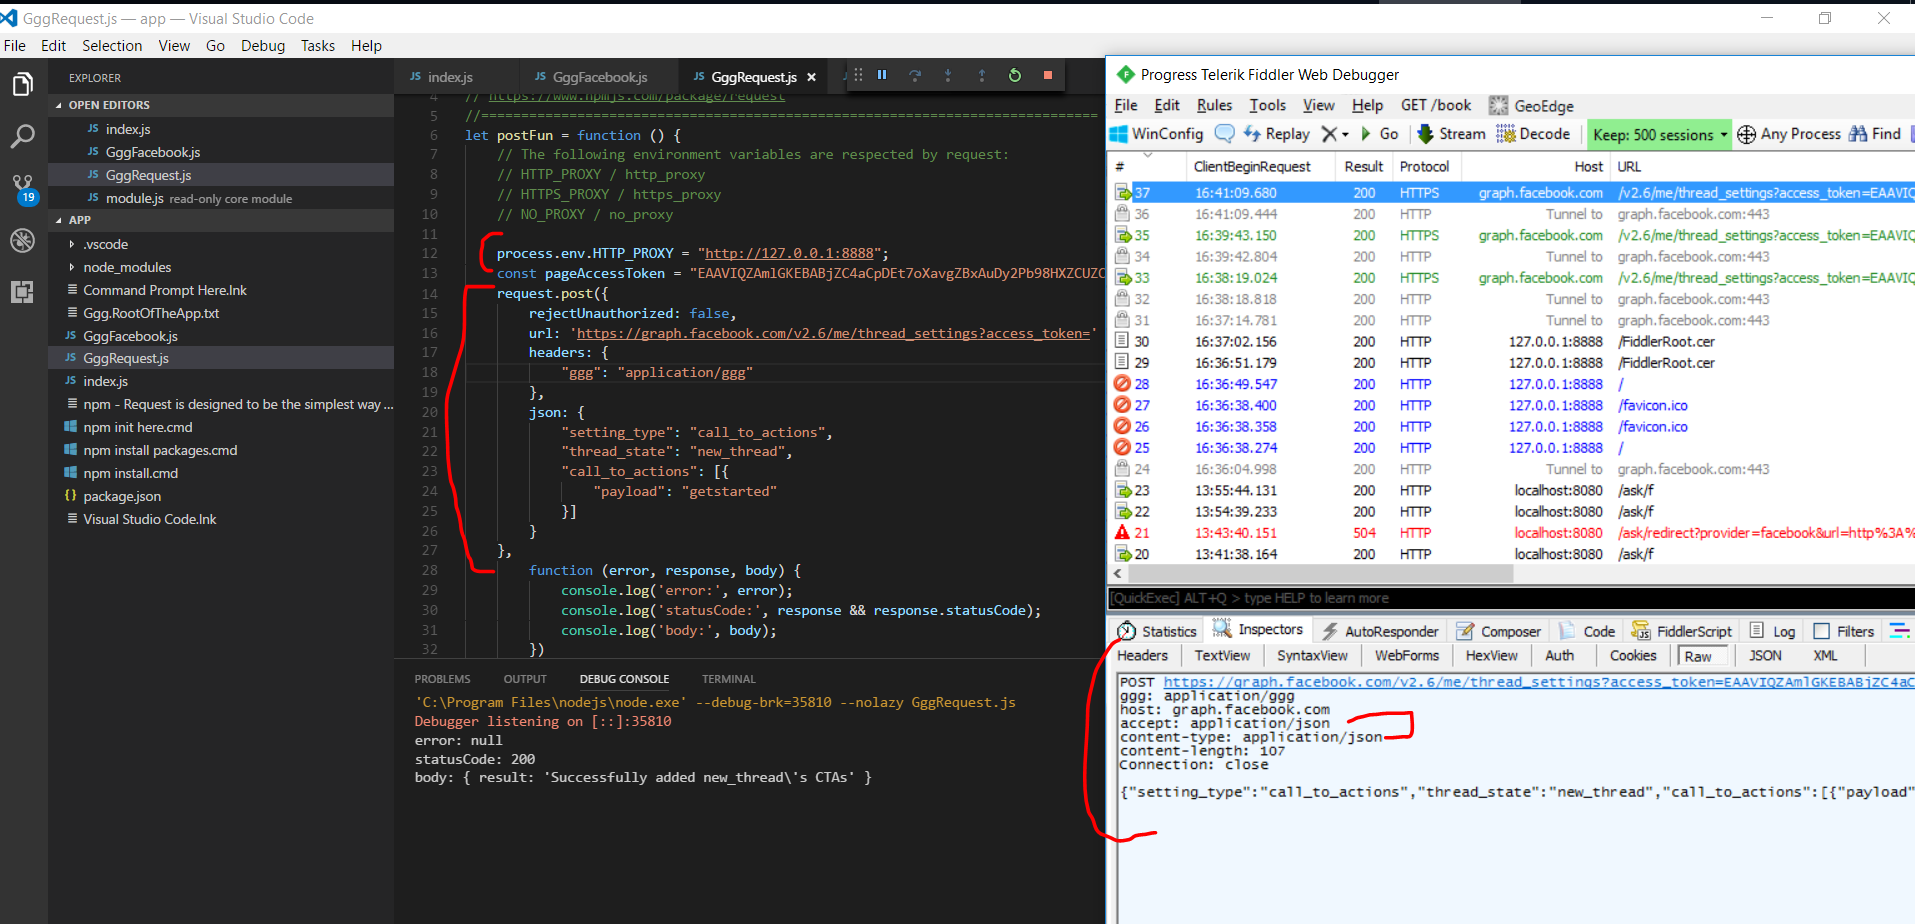 GggRequest.js — app — Visual Studio Code
File Edit Selection View Go Debug Tasks Help
EXPLORER
OPEN EDITORS
JS index.js
JS GggFacebook.js
JS GggRequest.js
JS module.js read-only core module
19
APP
.vscode
node_modules
Command Prompt Here.lnk
Ggg.RootOfTheApp.txt
JS GggFacebook.js
JS GggRequest.js
JS index.js
npm - Request is designed to be the simplest way ...
npm init here.cmd
npm install packages.cmd
npm install.cmd
{} package.json
Visual Studio Code.lnk
JS index.js JS GggFacebook.js JS GggRequest.js ×
4 // https://www.npmjs.com/package/request
5 //=============================================================================
6 let postFun = function () {
7 // The following environment variables are respected by request:
8 // HTTP_PROXY / http_proxy
9 // HTTPS_PROXY / https_proxy
10 // NO_PROXY / no_proxy
11
12 process.env.HTTP_PROXY = "http://127.0.0.1:8888";
13 const pageAccessToken = "EAAVIQZAmlGKEBABjZC4aCpDEt7oXavgZBxAuDy2Pb98HXZCUZC
14 request.post({
15 rejectUnauthorized: false,
16 url: 'https://graph.facebook.com/v2.6/me/thread_settings?access_token='
17 headers: {
18 "ggg": "application/ggg"
19 },
20 json: {
21 "setting_type": "call_to_actions",
22 "thread_state": "new_thread",
23 "call_to_actions": [{
24 "payload": "getstarted"
25 }]
26 }
27 },
28 function (error, response, body) {
29 console.log('error:', error);
30 console.log('statusCode:', response && response.statusCode);
31 console.log('body:', body);
32 })
PROBLEMS OUTPUT DEBUG CONSOLE TERMINAL
'C:\Program Files\nodejs\node.exe' --debug-brk=35810 --nolazy GggRequest.js
Debugger listening on [::]:35810
error: null
statusCode: 200
body: { result: 'Successfully added new_thread\'s CTAs' }
Progress Telerik Fiddler Web Debugger
File Edit Rules Tools View Help GET /book GeoEdge
WinConfig Replay Go Stream Decode Keep: 500 sessions Any Process Find
# ClientBeginRequest Result Protocol Host URL
37 16:41:09.680 200 HTTPS graph.facebook.com /v2.6/me/thread_settings?access_token=EAAVIQ
36 16:41:09.444 200 HTTP Tunnel to graph.facebook.com:443
35 16:39:43.150 200 HTTPS graph.facebook.com /v2.6/me/thread_settings?access_token=EAAVIQ
34 16:39:42.804 200 HTTP Tunnel to graph.facebook.com:443
33 16:38:19.024 200 HTTPS graph.facebook.com /v2.6/me/thread_settings?access_token=EAAVIQ
32 16:38:18.818 200 HTTP Tunnel to graph.facebook.com:443
31 16:37:14.781 200 HTTP Tunnel to graph.facebook.com:443
30 16:37:02.156 200 HTTP 127.0.0.1:8888 /FiddlerRoot.cer
29 16:36:51.179 200 HTTP 127.0.0.1:8888 /FiddlerRoot.cer
28 16:36:49.547 200 HTTP 127.0.0.1:8888 /
27 16:36:38.400 200 HTTP 127.0.0.1:8888 /favicon.ico
26 16:36:38.358 200 HTTP 127.0.0.1:8888 /favicon.ico
25 16:36:38.274 200 HTTP 127.0.0.1:8888 /
24 16:36:04.998 200 HTTP Tunnel to graph.facebook.com:443
23 13:55:44.131 200 HTTP localhost:8080 /ask/f
22 13:54:39.233 200 HTTP localhost:8080 /ask/f
21 13:43:40.151 504 HTTP localhost:8080 /ask/redirect?provider=facebook&url=http%3A%
20 13:41:38.164 200 HTTP localhost:8080 /ask/f
[QuickExec] ALT+Q > type HELP to learn more
Statistics Inspectors AutoResponder Composer Code FiddlerScript Log Filters
Headers TextView SyntaxView WebForms HexView Auth Cookies Raw JSON XML
POST https://graph.facebook.com/v2.6/me/thread_settings?access_token=EAAVIQZAmlGKEBABjZC4aC
ggg: application/ggg
host: graph.facebook.com
accept: application/json
content-type: application/json
content-length: 107
Connection: close
{"setting_type":"call_to_actions","thread_state":"new_thread","call_to_actions":[{"payload"